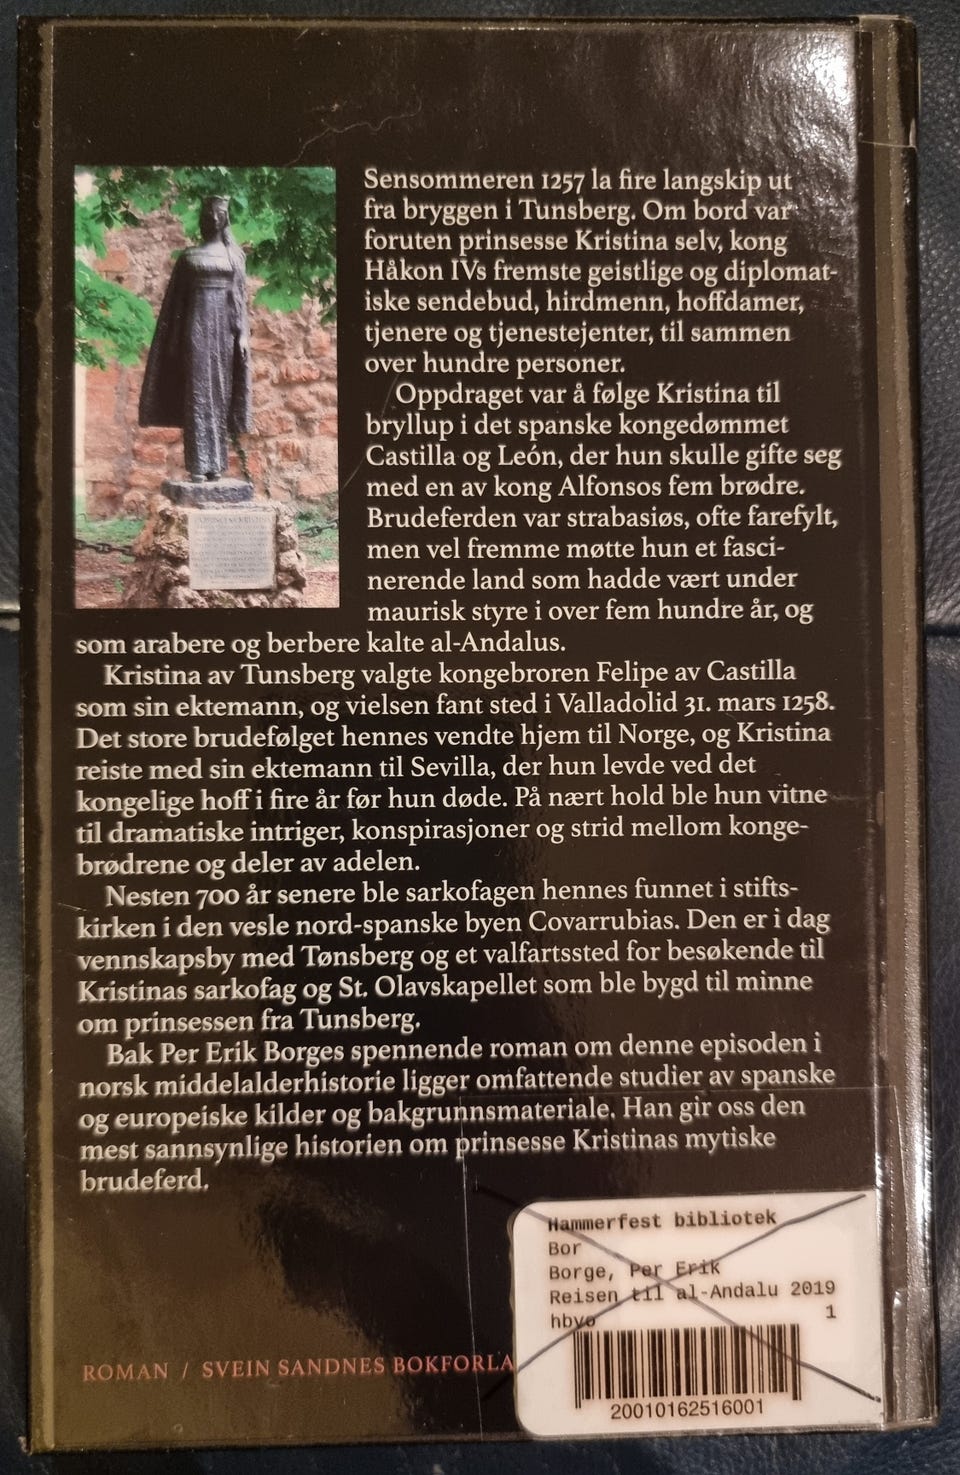 Sensommeren 1257 la fire langskip ut
fra bryggen i Tunsberg. Om bord var
foruten prinsesse Kristina selv, kong
Håkon IVs fremste geistlige og diplomat-
iske sendebud, hirdmenn, hoffdamer,
tjenere og tjenestejenter, til sammen
over hundre personer.
Oppdraget var å følge Kristina til
bryllup i det spanske kongedømmet
Castilla og León, der hun skulle gifte seg
med en av kong Alfonsos fem brødre.
Brudeferden var strabasiøs, ofte farefylt,
men vel fremme møtte hun et fasci-
nerende land som hadde vært under
maurisk styre i over fem hundre år, og
som arabere og berbere kalte al-Andalus.
Kristina av Tunsberg valgte kongebroren Felipe av Castilla
som sin ektemann, og vielsen fant sted i Valladolid 31. mars 1258.
Det store brudefølget hennes vendte hjem til Norge, og Kristina
reiste med sin ektemann til Sevilla, der hun levde ved det
kongelige hoff i fire år før hun døde. På nært hold ble hun vitne
til dramatiske intriger, konspirasjoner og strid mellom konge-
brødrene og deler av adelen.
Nesten 700 år senere ble sarkofagen hennes funnet i stifts-
kirken i den vesle nord-spanske byen Covarrubias. Den er i dag
vennskapsby med Tønsberg og et valfartssted for besøkende til
Kristinas sarkofag og St. Olavskapellet som ble bygd til minne
om prinsessen fra Tunsberg.
Bak Per Erik Borges spennende roman om denne episoden i
norsk middelalderhistorie ligger omfattende studier av spanske
og europeiske kilder og bakgrunnsmateriale. Han gir oss den
mest sannsynlige historien om prinsesse Kristinas mytiske
brudeferd.
Hammerfest bibliotek
Bor
Borge, Per Erik
Reisen til al-Andalu 2019
hbvo 1
20010162516001
ROMAN / SVEIN SANDNES BOKFORLA